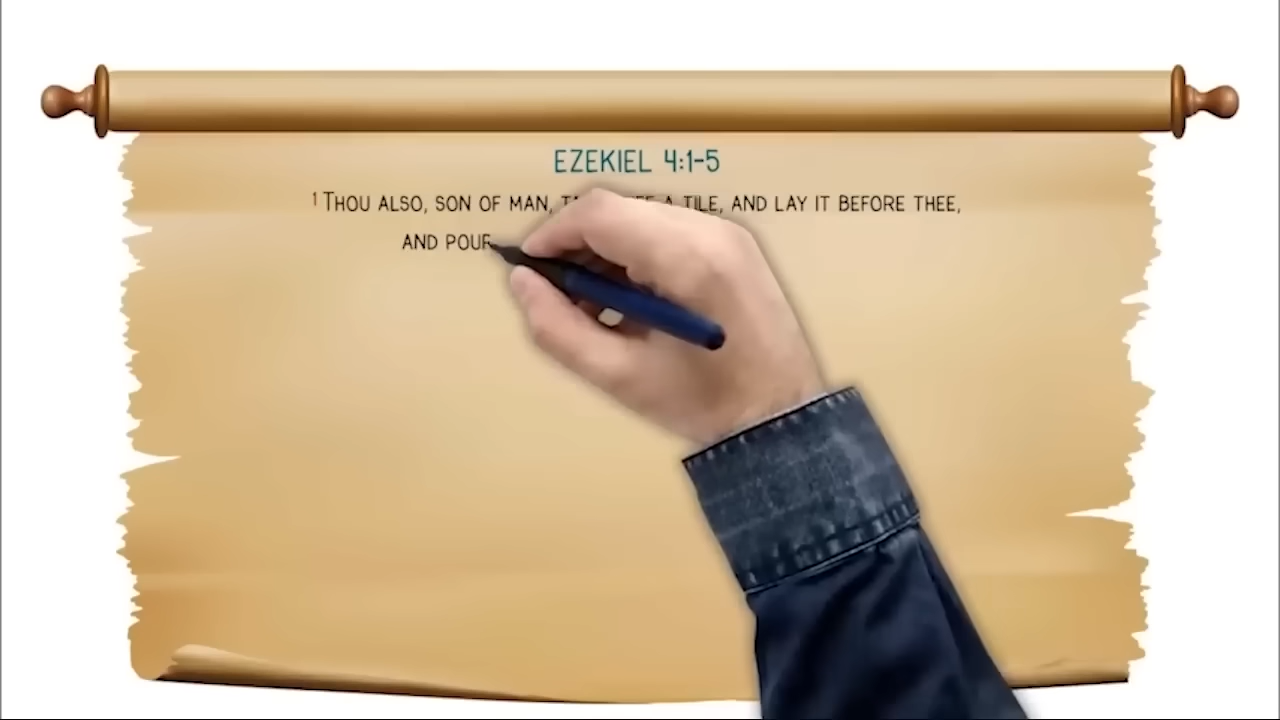 EZEKIEL 4:1-5
1 THOU ALSO, SON OF MAN, A TILE, AND LAY IT BEFORE THEE,
AND POUR